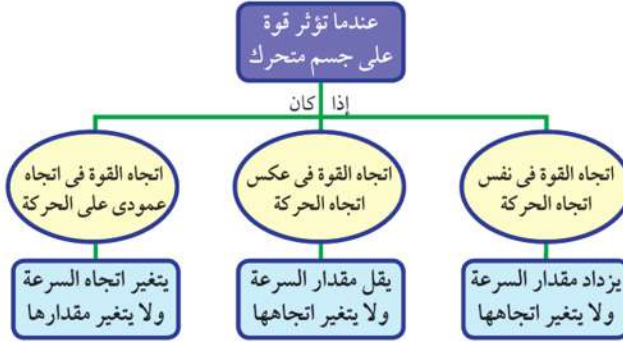 عندما تؤثر قوة
على جسم متحرك
إذا كان
اتجاه القوة فى نفس
اتجاه الحركة
اتجاه القوة فى عكس
اتجاه الحركة
اتجاه القوة فى اتجاه
عمودى على الحركة
يزداد مقدار السرعة
ولا يتغير اتجاهها
يقل مقدار السرعة
ولا يتغير اتجاهها
يتغير اتجاه السرعة
ولا يتغير مقدارها